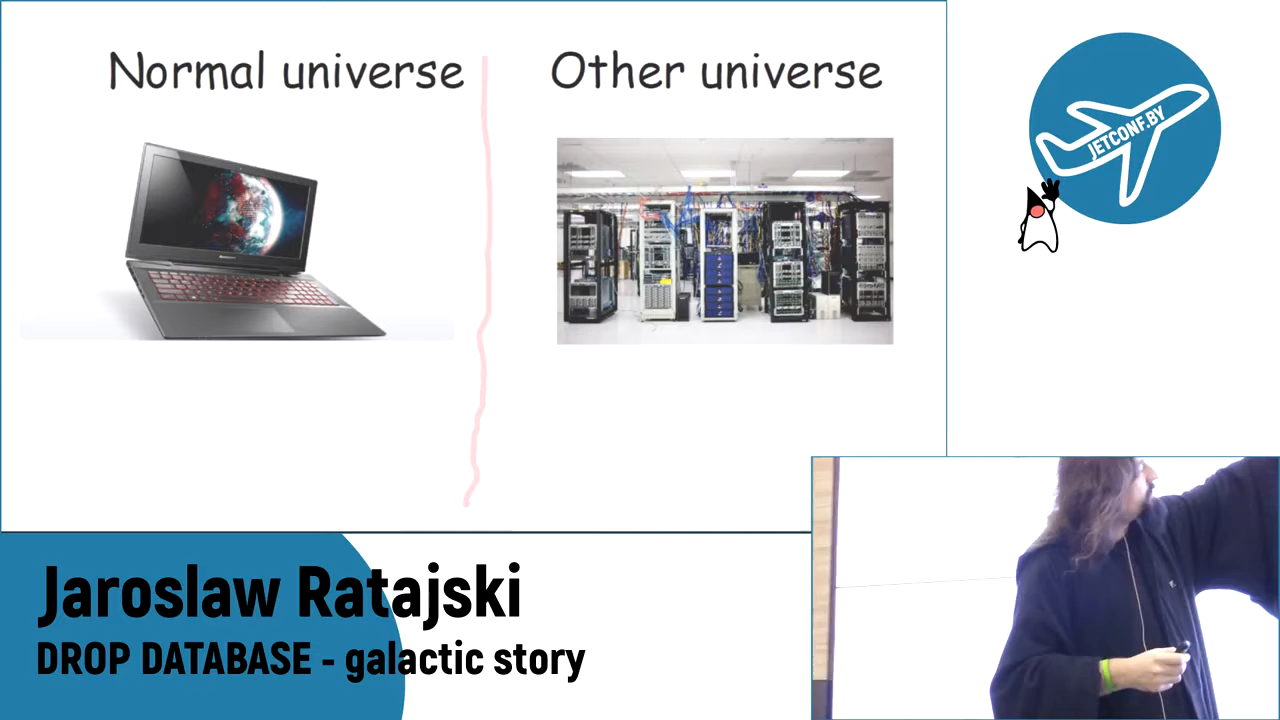 Normal universe
Other universe
JETCONF.BY
Jaroslaw Ratajski
DROP DATABASE - galactic story